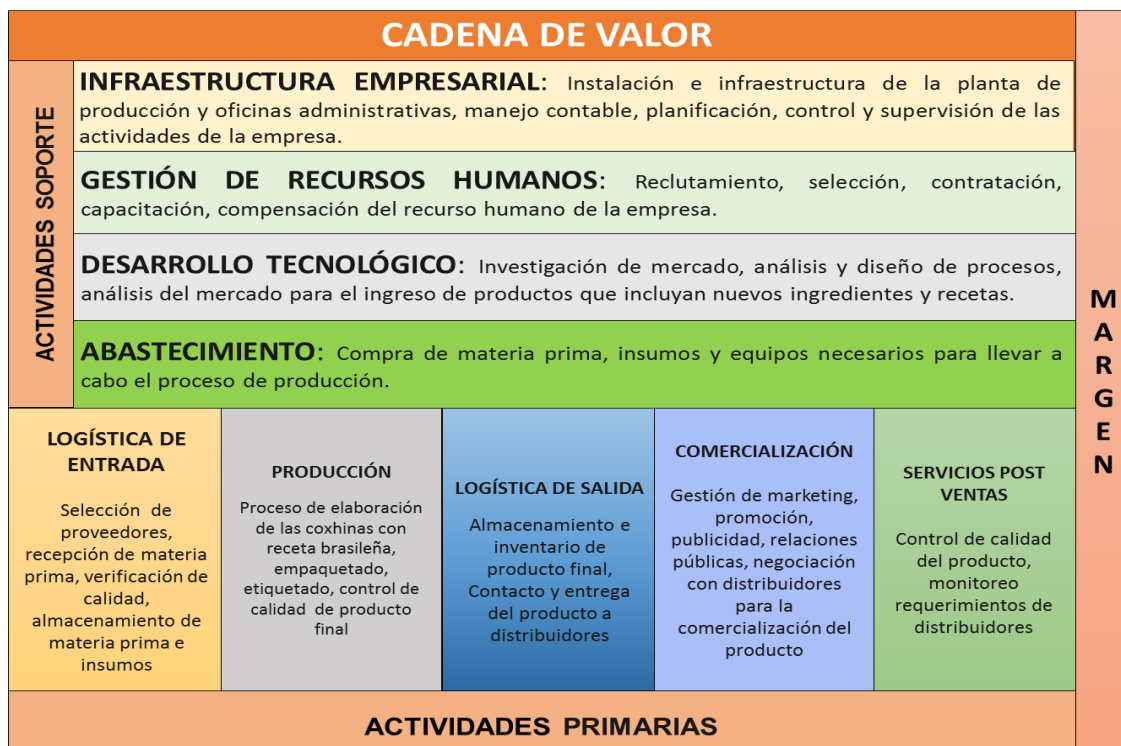 CADENA DE VALOR
ACTIVIDADES SOPORTE
INFRAESTRUCTURA EMPRESARIAL: Instalación e infraestructura de la planta de
producción y oficinas administrativas, manejo contable, planificación, control y supervisión de las
actividades de la empresa.
GESTIÓN DE RECURSOS HUMANOS: Reclutamiento, selección, contratación,
capacitación, compensación del recurso humano de la empresa.
DESARROLLO TECNOLÓGICO: Investigación de mercado, análisis y diseño de procesos,
análisis del mercado para el ingreso de productos que incluyan nuevos ingredientes y recetas.
ABASTECIMIENTO: Compra de materia prima, insumos y equipos necesarios para llevar a
cabo el proceso de producción.
LOGÍSTICA DE
ENTRADA
Selección de
proveedores,
recepción de materia
prima, verificación de
calidad,
almacenamiento de
materia prima e
insumos
PRODUCCIÓN
Proceso de elaboración
de las coxhinas con
receta brasileña,
empaquetado,
etiquetado, control de
calidad de producto
final
LOGÍSTICA DE SALIDA
Almacenamiento e
inventario de
producto final,
Contacto y entrega
del producto a
distribuidores
COMERCIALIZACIÓN
Gestión de marketing,
promoción,
publicidad, relaciones
públicas, negociación
con distribuidores
para la
comercialización del
producto
SERVICIOS POST
VENTAS
Control de calidad
del producto,
monitoreo
requerimientos de
distribuidores
ACTIVIDADES PRIMARIAS
MARGEN